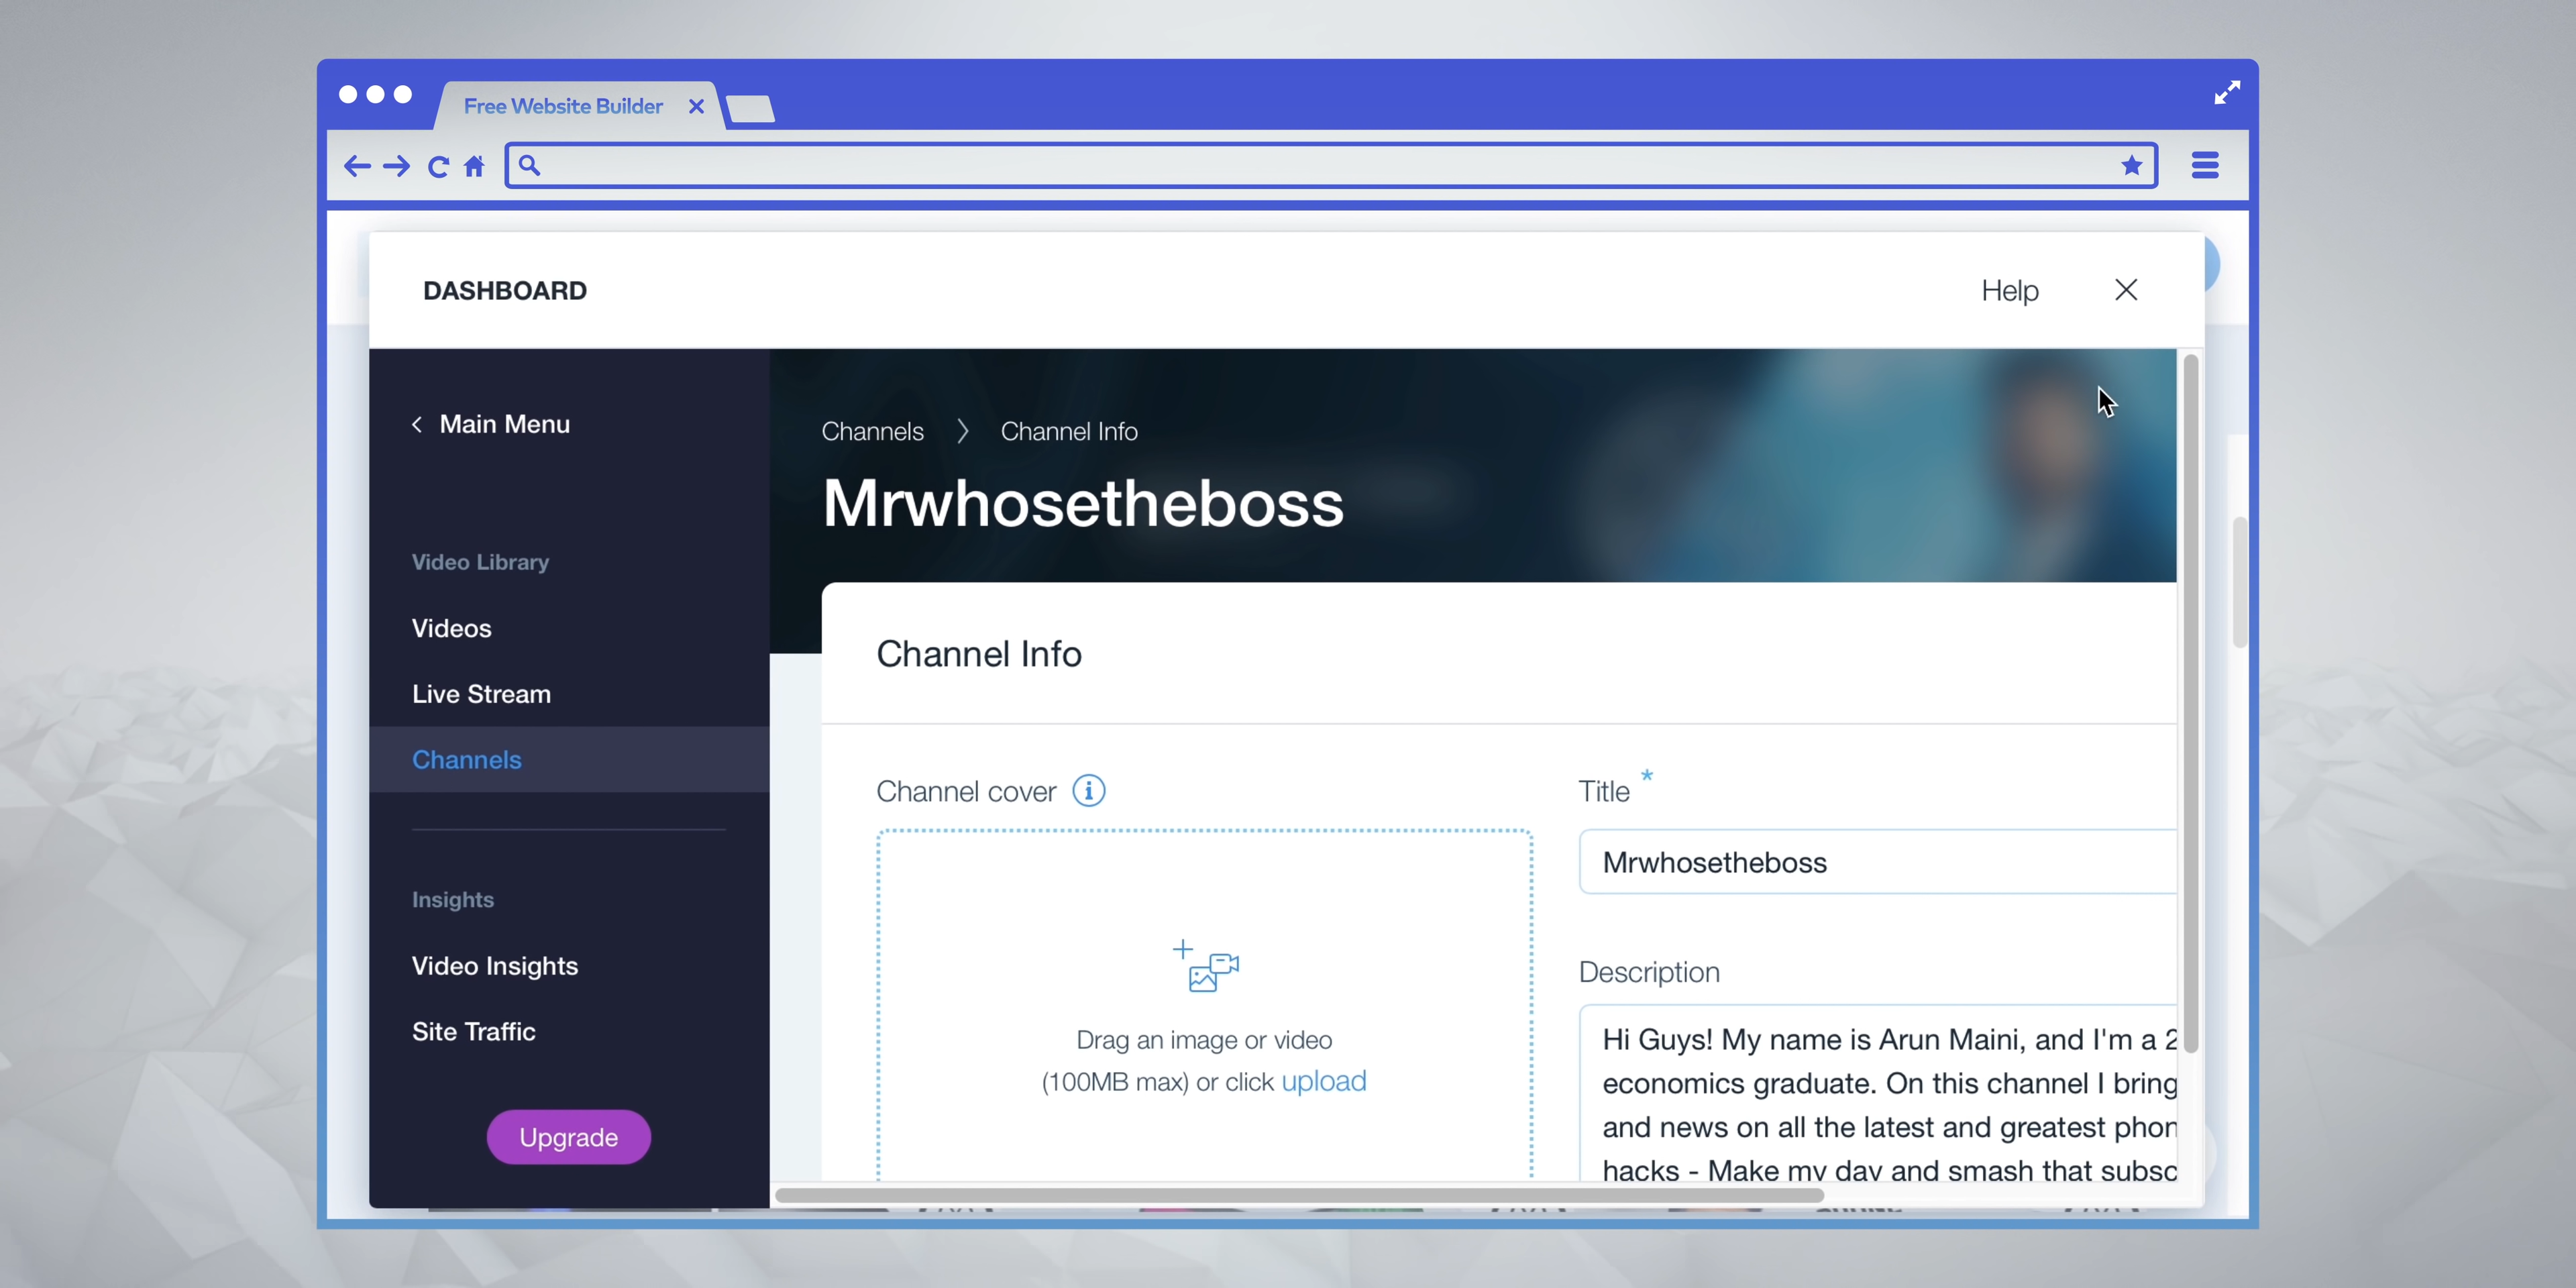 Free Website Builder
DASHBOARD
Help
Main Menu
Video Library
Videos
Live Stream
Channels
Insights
Video Insights
Site Traffic
Upgrade
Channels
Channel Info
Mrwhosetheboss
Channel Info
Channel cover
Drag an image or video
(100MB max) or click upload
Title *
Mrwhosetheboss
Description
Hi Guys! My name is Arun Maini, and I'm a 2
economics graduate. On this channel I bring
and news on all the latest and greatest phon
hacks - Make my day and smash that subsc